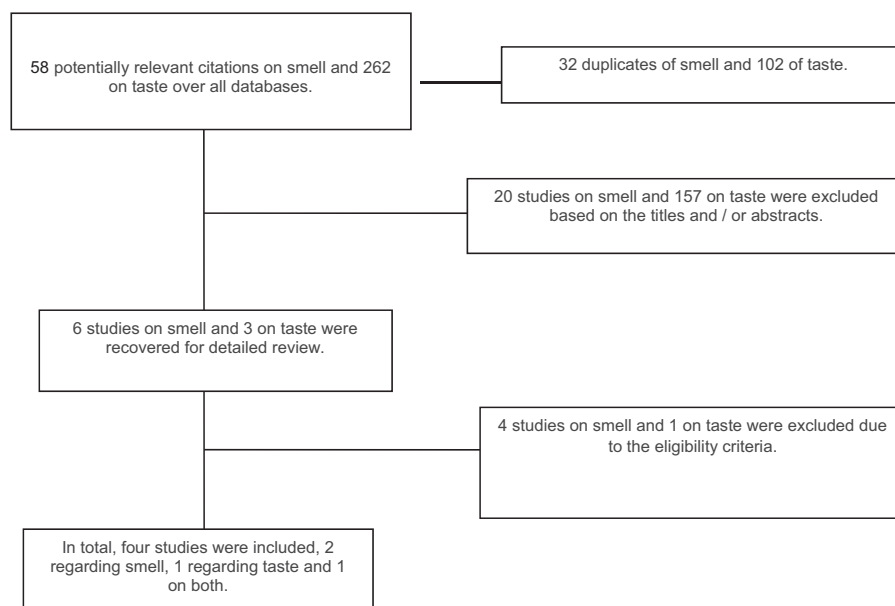 58 potentially relevant citations on smell and 262
on taste over all databases.
32 duplicates of smell and 102 of taste.
20 studies on smell and 157 on taste were excluded
based on the titles and / or abstracts.
6 studies on smell and 3 on taste were
recovered for detailed review.
4 studies on smell and 1 on taste were excluded due
to the eligibility criteria.
In total, four studies were included, 2
regarding smell, 1 regarding taste and 1
on both.